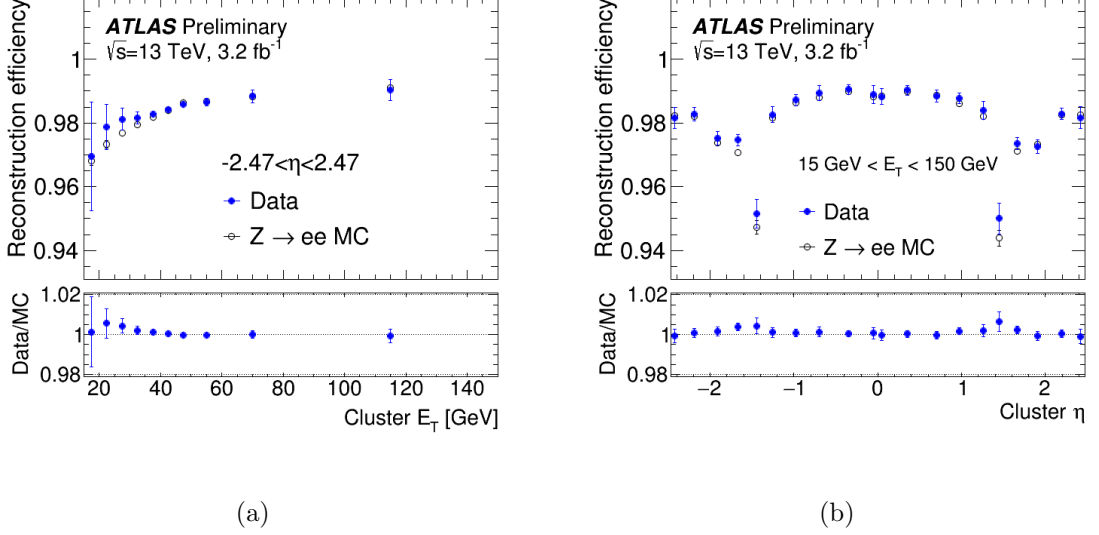 ATLAS Preliminary
√s=13 TeV, 3.2 fb⁻¹
Reconstruction efficiency
1
0.98
0.96
0.94
-2.47<η<2.47
Data
Z → ee MC
Data/MC
1.02
1
0.98
20 40 60 80 100 120 140
Cluster E_T [GeV]
(a)
ATLAS Preliminary
√s=13 TeV, 3.2 fb⁻¹
Reconstruction efficiency
1
0.98
0.96
0.94
15 GeV < E_T < 150 GeV
Data
Z → ee MC
Data/MC
1.02
1
0.98
−2 −1 0 1 2
Cluster η
(b)